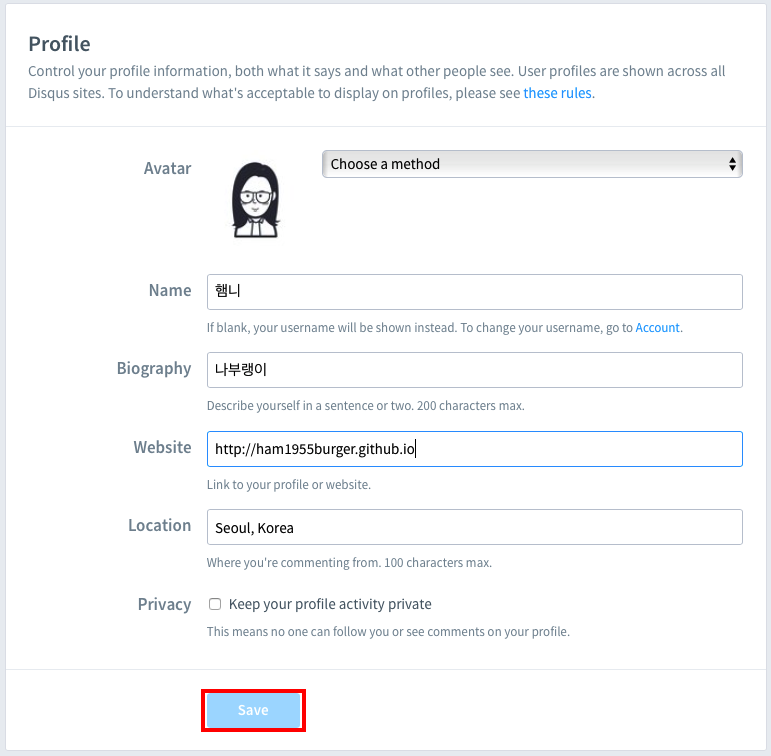 Profile
Control your profile information, both what it says and what other people see. User profiles are shown across all
Disqus sites. To understand what's acceptable to display on profiles, please see these rules.
Avatar
Choose a method
Name
햄니
If blank, your username will be shown instead. To change your username, go to Account.
Biography
나부랭이
Describe yourself in a sentence or two. 200 characters max.
Website
http://ham1955burger.github.io
Link to your profile or website.
Location
Seoul, Korea
Where you're commenting from. 100 characters max.
Privacy
Keep your profile activity private
This means no one can follow you or see comments on your profile.
Save